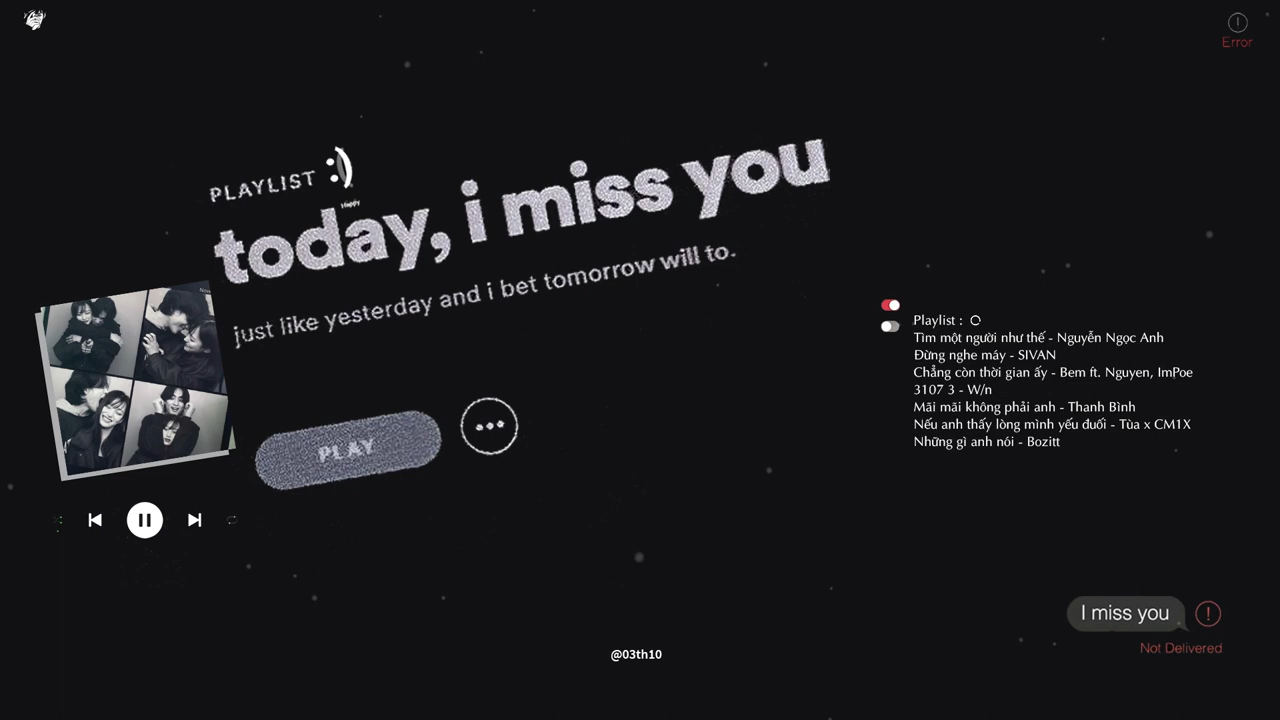 Error
PLAYLIST :)
Happy
today, i miss you
just like yesterday and i bet tomorrow will to.
PLAY
Playlist :
Tìm một người như thế - Nguyễn Ngọc Anh
Đừng nghe máy - SIVAN
Chẳng còn thời gian ấy - Bem ft. Nguyen, ImPoe
3107 3 - W/n
Mãi mãi không phải anh - Thanh Bình
Nếu anh thấy lòng mình yếu đuối - Tùa x CM1X
Những gì anh nói - Bozitt
I miss you
Not Delivered
@03th10